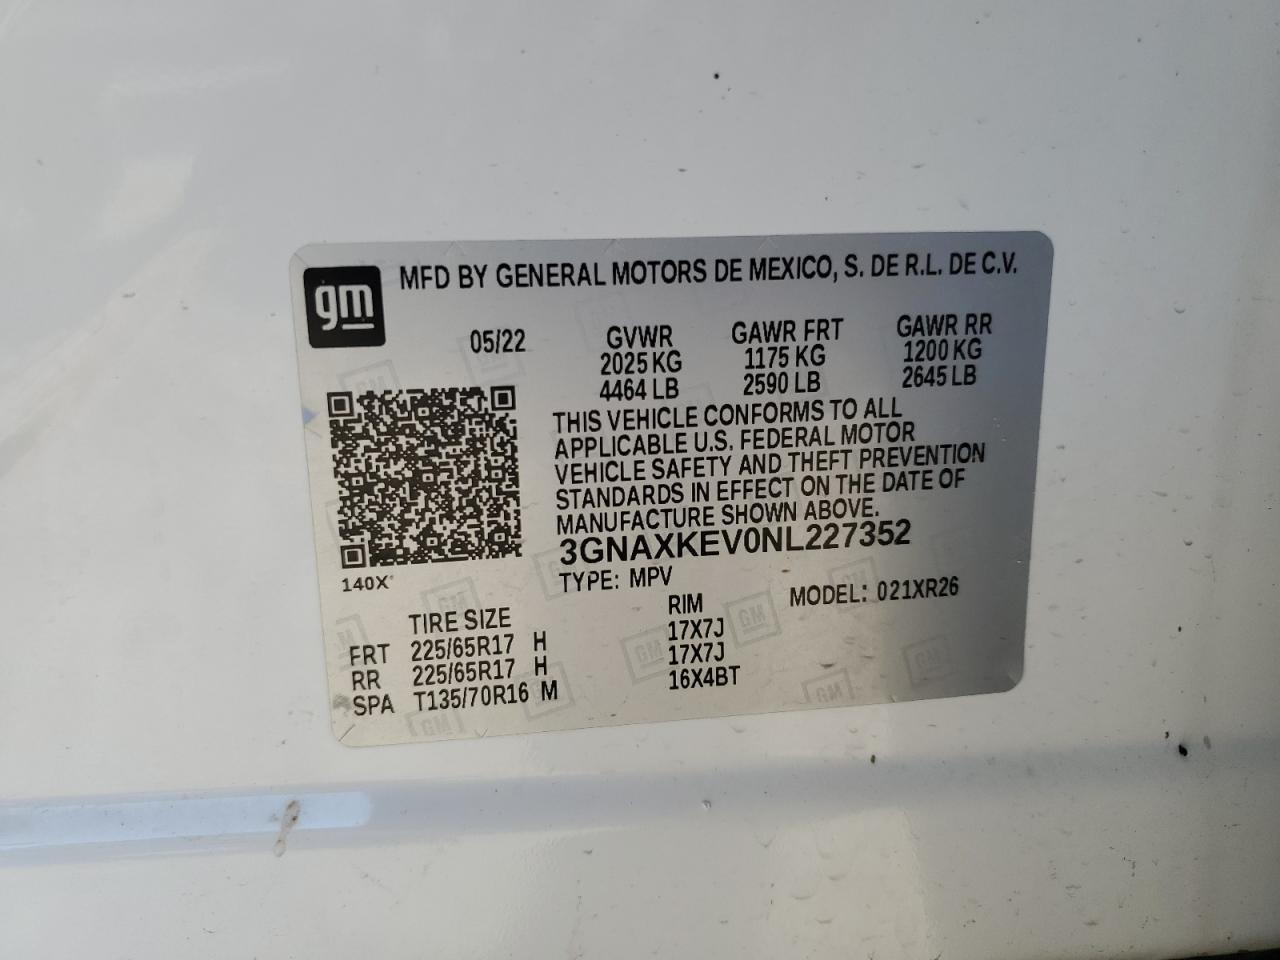 gm
MFD BY GENERAL MOTORS DE MEXICO, S. DE R.L. DE C.V.
05/22
GVWR
2025 KG
4464 LB
GAWR FRT
1175 KG
2590 LB
GAWR RR
1200 KG
2645 LB
THIS VEHICLE CONFORMS TO ALL
APPLICABLE U.S. FEDERAL MOTOR
VEHICLE SAFETY AND THEFT PREVENTION
STANDARDS IN EFFECT ON THE DATE OF
MANUFACTURE SHOWN ABOVE.
3GNAXKEV0NL227352
140X
TYPE: MPV
MODEL: 021XR26
TIRE SIZE RIM
FRT 225/65R17 H 17X7J
RR 225/65R17 H 17X7J
SPA T135/70R16 M 16X4BT